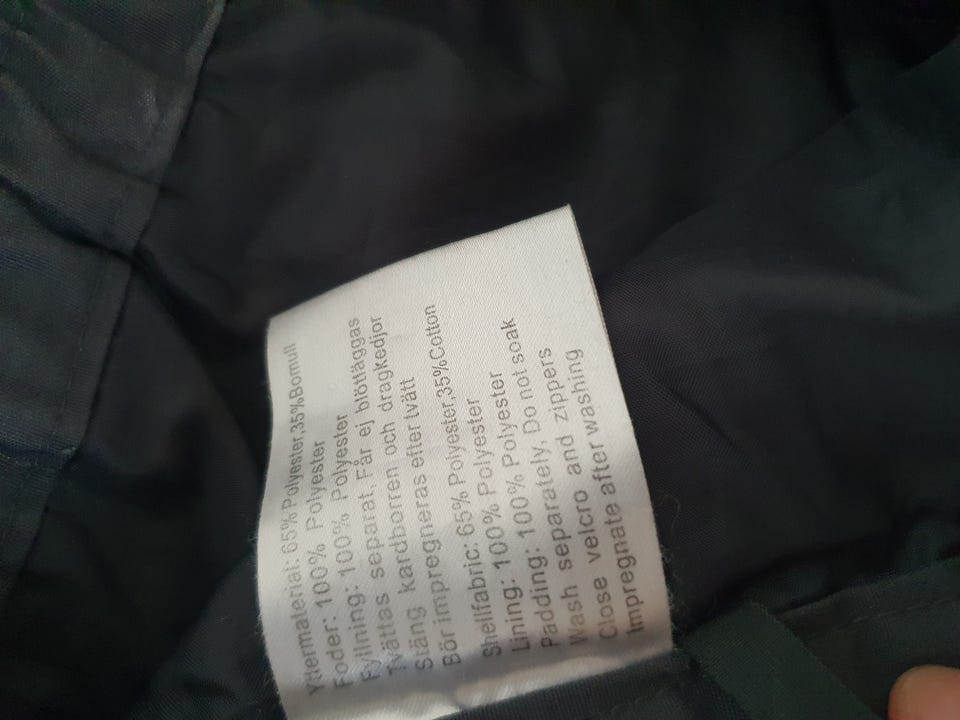 Yttermaterial: 65% Polyester,35%Bomull
Foder: 100% Polyester
Fyllning: 100% Polyester
Tvättas separat, Får ej blötläggas
Stäng kardborren och dragkedjor
Bör impregneras efter tvätt
Shellfabric: 65% Polyester,35%Cotton
Lining: 100% Polyester
Padding: 100% Polyester
Wash separately, Do not soak
Close velcro and zippers
Impregnate after washing